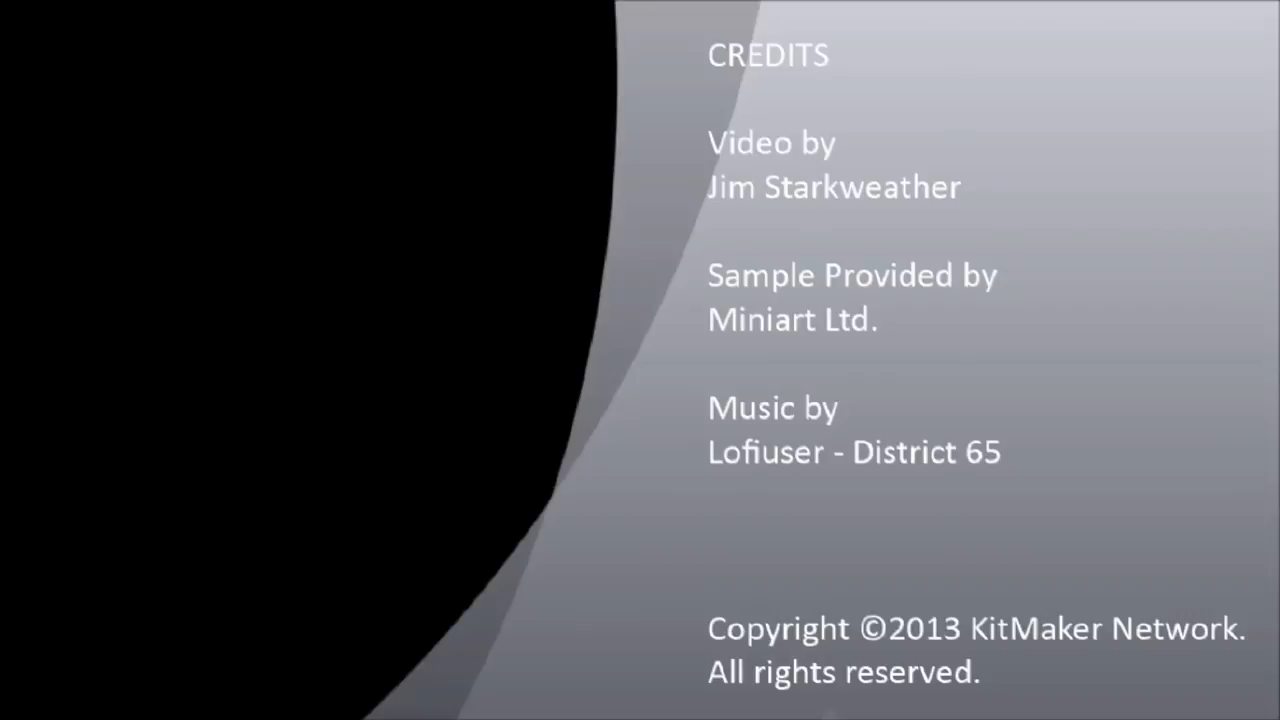 CREDITS
Video by
Jim Starkweather
Sample Provided by
Miniart Ltd.
Music by
Lofiuser - District 65
Copyright ©2013 KitMaker Network.
All rights reserved.